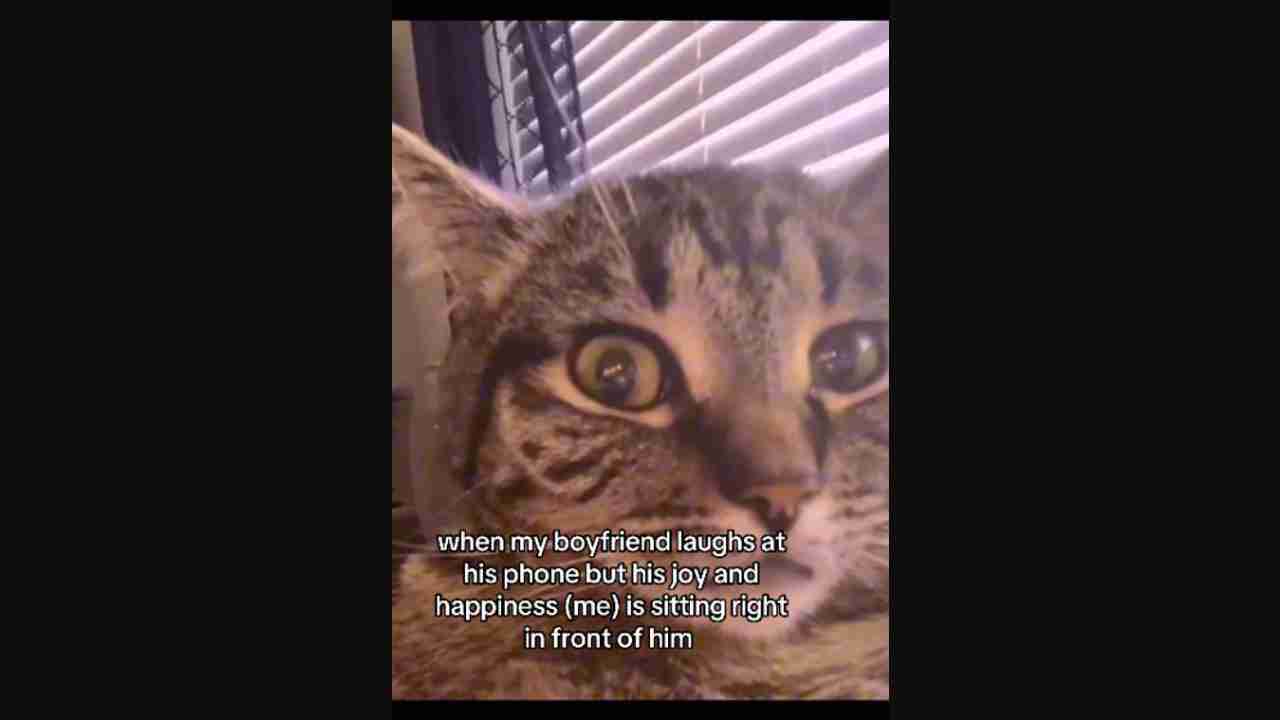 when my boyfriend laughs at
his phone but his joy and
happiness (me) is sitting right
in front of him